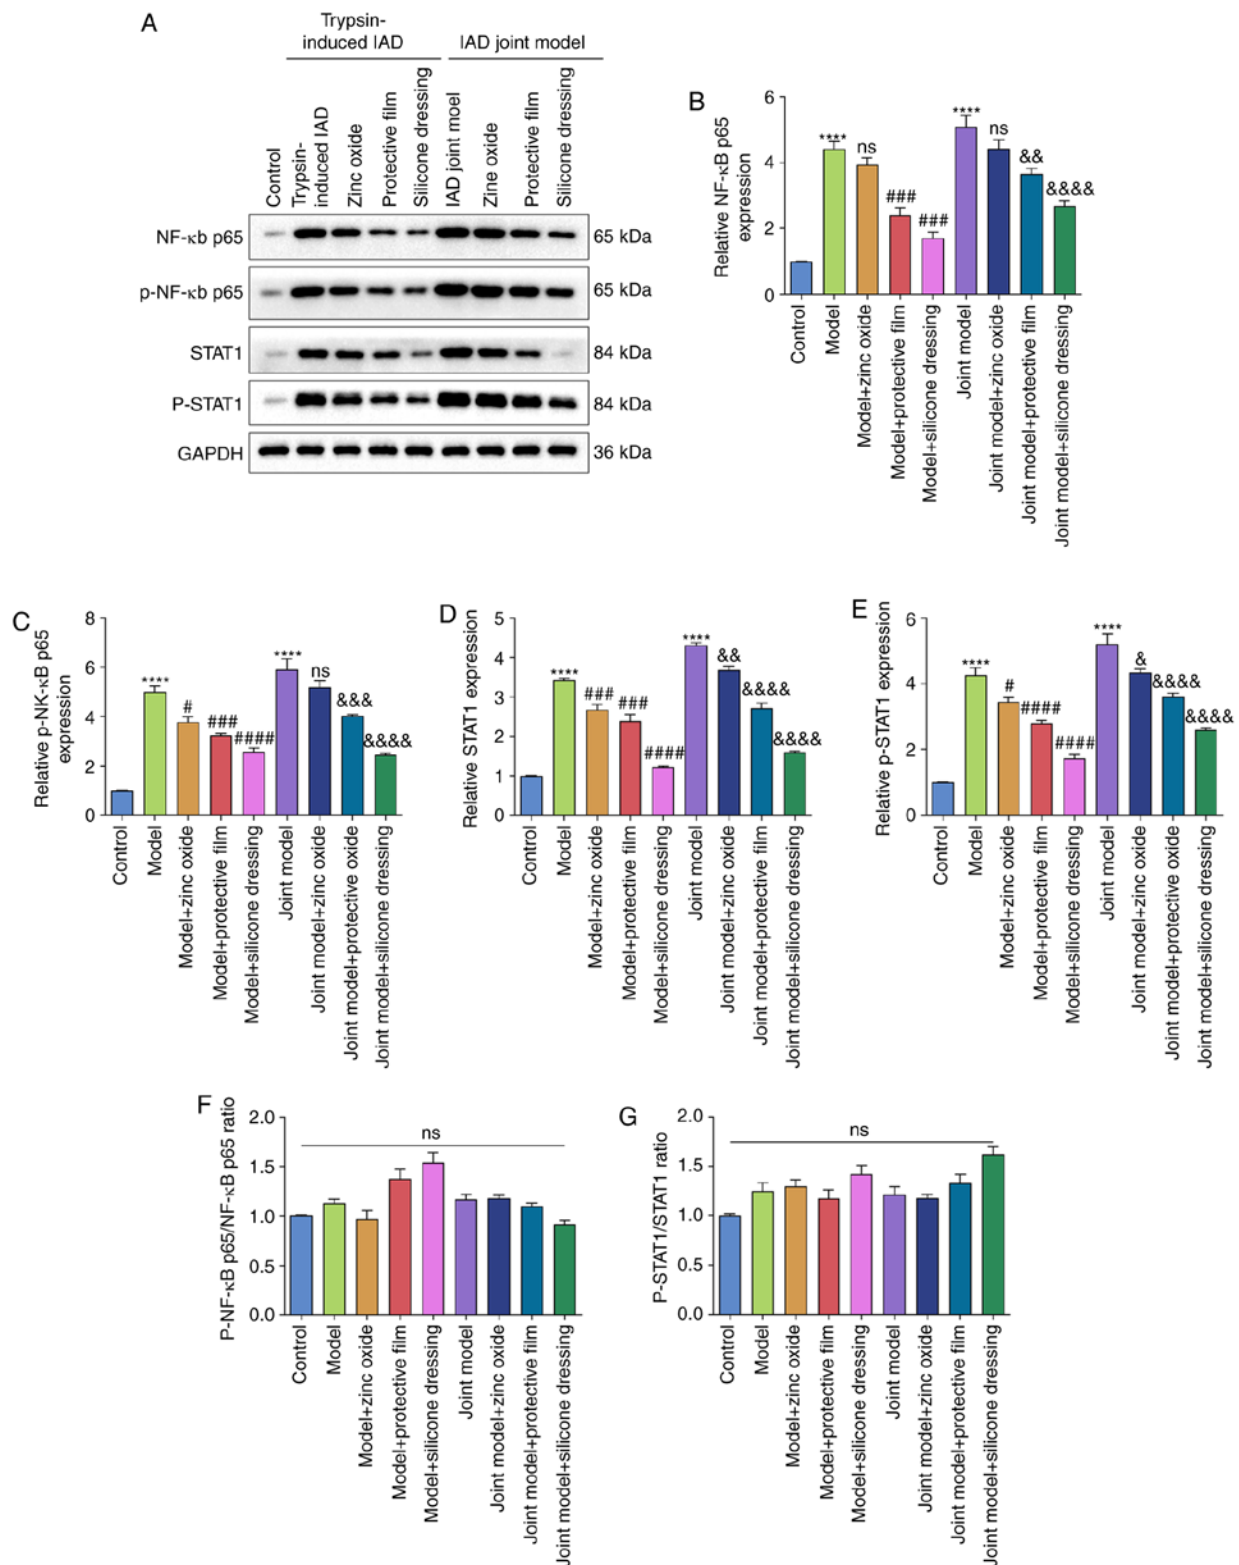 A
Trypsin-
induced IAD
IAD joint model
Control
Trypsin-
induced IAD
Zinc oxide
Protective film
Silicone dressing
IAD joint moel
Zine oxide
Protective film
Silicone dressing
NF-κb p65
65 kDa
p-NF-κb p65
65 kDa
STAT1
84 kDa
P-STAT1
84 kDa
GAPDH
36 kDa
B
Relative NF-κB p65
expression
6
4
2
0
****
ns
###
###
****
ns
&&
&&&&
Control
Model
Model+zinc oxide
Model+protective film
Model+silicone dressing
Joint model
Joint model+zinc oxide
Joint model+protective film
Joint model+silicone dressing
C
Relative p-NK-κB p65
expression
8
6
4
2
0
****
#
###
####
****
ns
&&&
&&&&
Control
Model
Model+zinc oxide
Model+protective film
Model+silicone dressing
Joint model
Joint model+zinc oxide
Joint model+protective oxide
Joint model+silicone dressing
D
Relative STAT1 expression
5
4
3
2
1
0
****
###
###
####
****
&&
&&&&
&&&&
Control
Model
Model+zinc oxide
Model+protective film
Model+silicone dressing
Joint model
Joint model+zinc oxide
Joint model+protective film
Joint model+silicone dressing
E
Relative p-STAT1 expression
6
4
2
0
****
#
####
####
****
&
&&&&
&&&&
Control
Model
Model+zinc oxide
Model+protective film
Model+silicone dressing
Joint model
Joint model+zinc oxide
Joint model+protective oxide
Joint model+silicone dressing
F
P-NF-κB p65/NF-κB p65 ratio
2.0
1.5
1.0
0.5
0.0
ns
Control
Model
Model+zinc oxide
Model+protective film
Model+silicone dressing
Joint model
Joint model+zinc oxide
Joint model+protective film
Joint model+silicone dressing
G
P-STAT1/STAT1 ratio
2.0
1.5
1.0
0.5
0.0
ns
Control
Model
Model+zinc oxide
Model+protective film
Model+silicone dressing
Joint model
Joint model+zinc oxide
Joint model+protective film
Joint model+silicone dressing